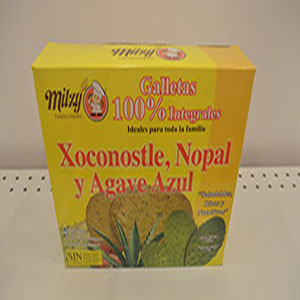 Mitzy
Galletas
100% Integrales
Ideales para toda la familia
Xoconostle, Nopal
y Agave Azul
SIN